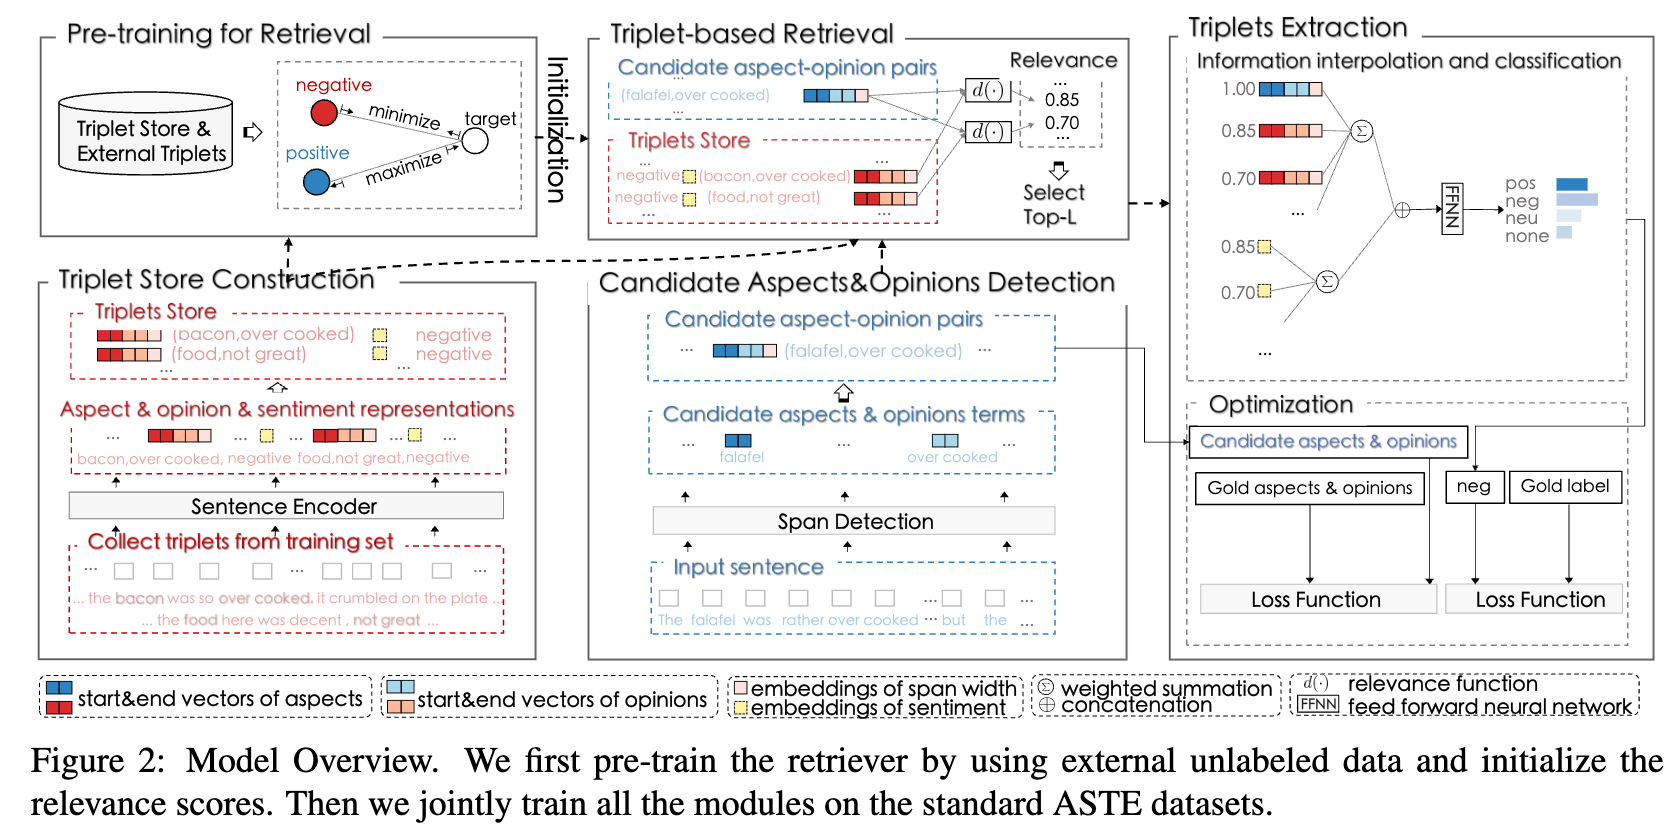 Pre-training for Retrieval
Triplet Store &
External Triplets
negative
minimize
target
positive
maximize
Initialization
Triplet-based Retrieval
Candidate aspect-opinion pairs
...
(falafel,over cooked)
...
Triplets Store
...
negative (bacon,over cooked)
negative (food,not great)
...
...
...
d(·)
d(·)
Relevance
...
0.85
0.70
...
Select
Top-L
Triplets Extraction
Information interpolation and classification
1.00
0.85
0.70
...
Σ
0.85
0.70
Σ
...
FFNN
pos
neg
neu
none
Triplet Store Construction
Triplets Store
(bacon,over cooked) negative
(food,not great) negative
... ...
Aspect & opinion & sentiment representations
... ... ... ... ...
bacon,over cooked, negative food,not great,negative
Sentence Encoder
Collect triplets from training set
... ... ...
... the bacon was so over cooked, it crumbled on the plate ...
... the food here was decent , not great ...
Candidate Aspects&Opinions Detection
Candidate aspect-opinion pairs
... (falafel,over cooked) ...
Candidate aspects & opinions terms
... ... ...
falafel over cooked
Span Detection
Input sentence
... ...
The falafel was rather over cooked ... but the ...
Optimization
Candidate aspects & opinions
Gold aspects & opinions
neg
Gold label
Loss Function
Loss Function
start&end vectors of aspects
start&end vectors of opinions
embeddings of span width
embeddings of sentiment
Σ weighted summation
⊕ concatenation
d(·) relevance function
FFNN feed forward neural network
Figure 2: Model Overview. We first pre-train the retriever by using external unlabeled data and initialize the
relevance scores. Then we jointly train all the modules on the standard ASTE datasets.